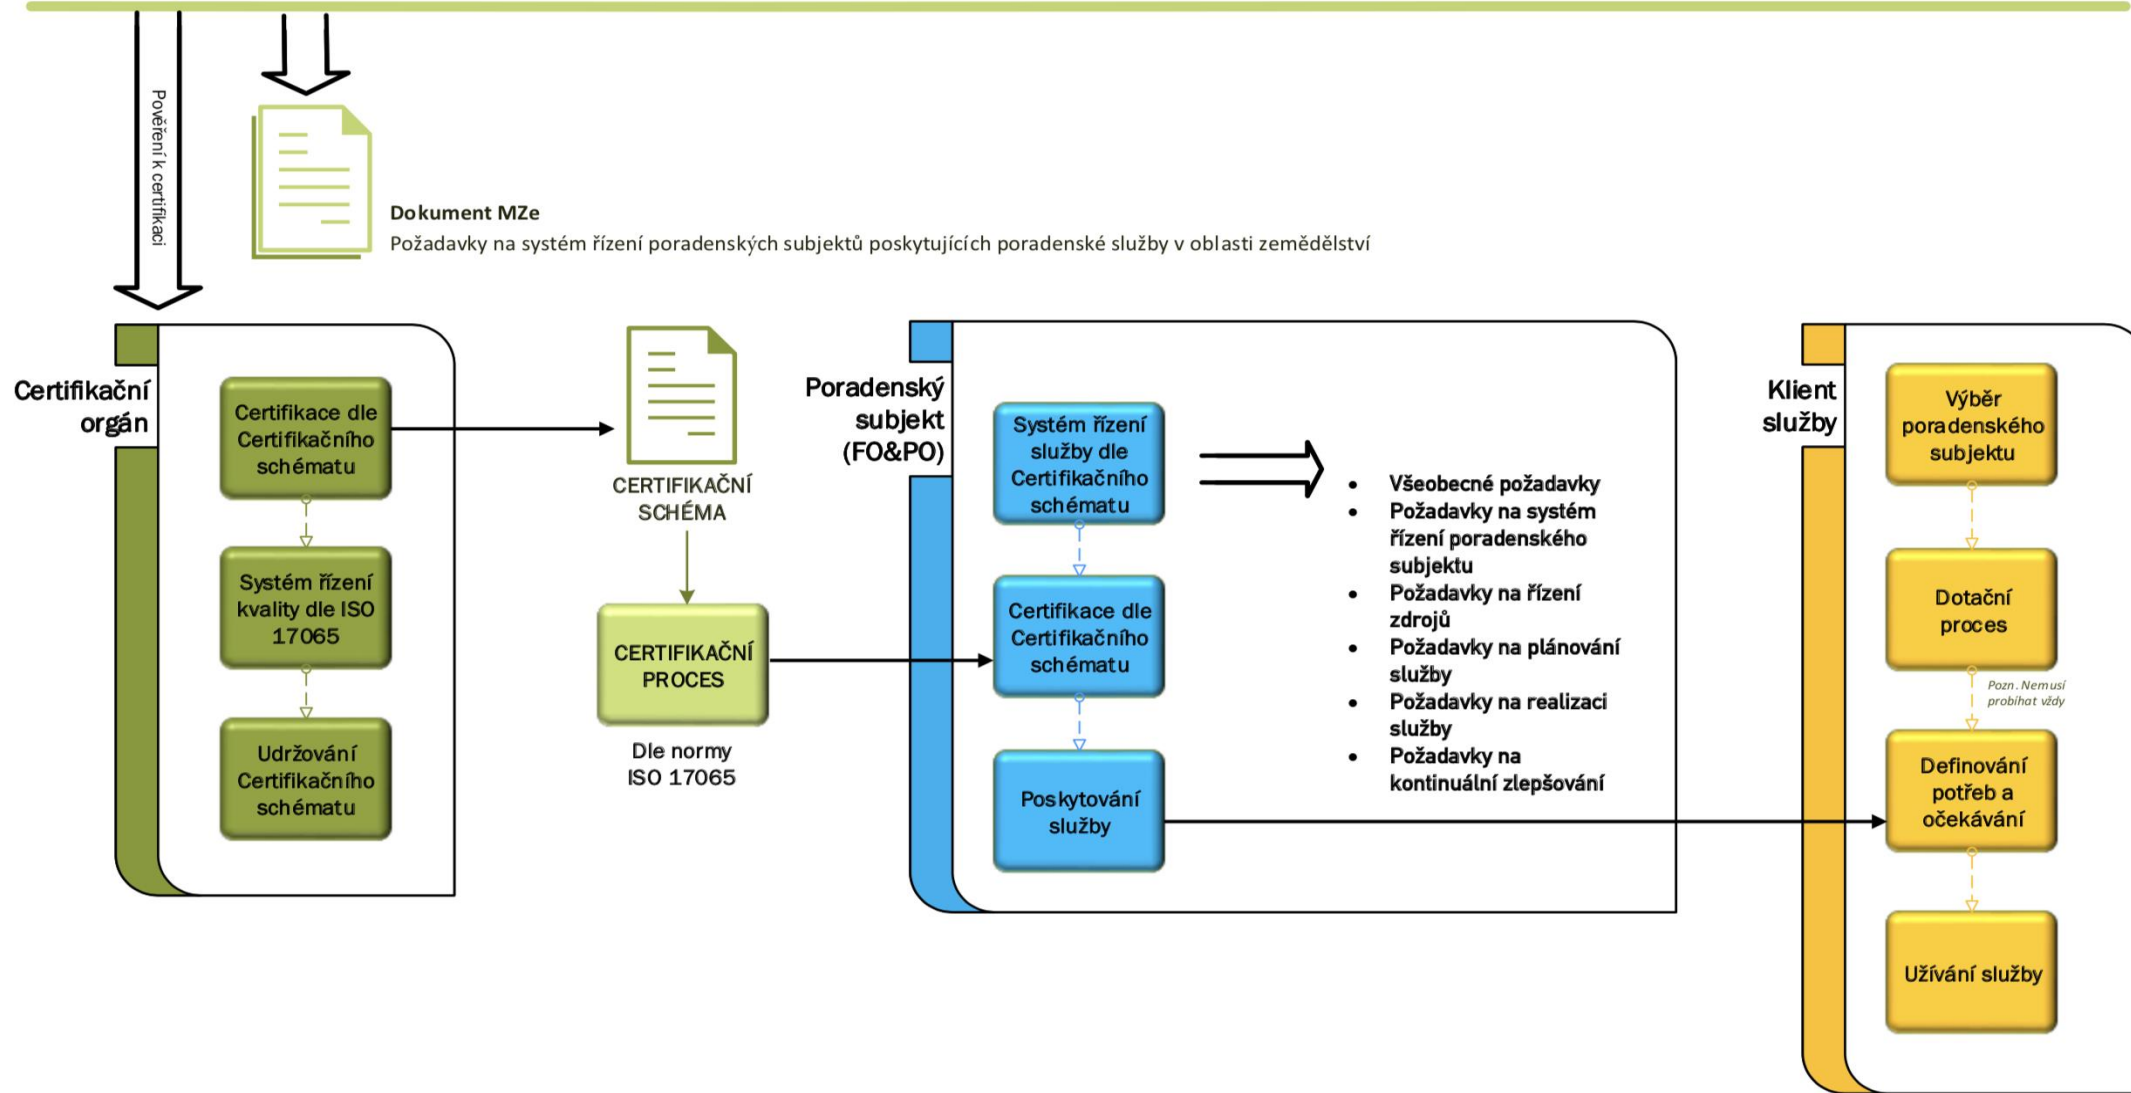 Pověření k certifikaci
Dokument MZe
Požadavky na systém řízení poradenských subjektů poskytujících poradenské služby v oblasti zemědělství
Certifikační
orgán
Certifikace dle
Certifikačního
schématu
Systém řízení
kvality dle ISO
17065
Udržování
Certifikačního
schématu
CERTIFIKAČNÍ
SCHÉMA
CERTIFIKAČNÍ
PROCES
Dle normy
ISO 17065
Poradenský
subjekt
(FO&PO)
Systém řízení
služby dle
Certifikačního
schématu
Certifikace dle
Certifikačního
schématu
Poskytování
služby
• Všeobecné požadavky
• Požadavky na systém
řízení poradenského
subjektu
• Požadavky na řízení
zdrojů
• Požadavky na plánování
služby
• Požadavky na realizaci
služby
• Požadavky na
kontinuální zlepšování
Klient
služby
Výběr
poradenského
subjektu
Dotační
proces
Pozn. Nemusí
probíhat vždy
Definování
potřeb a
očekávání
Užívání služby